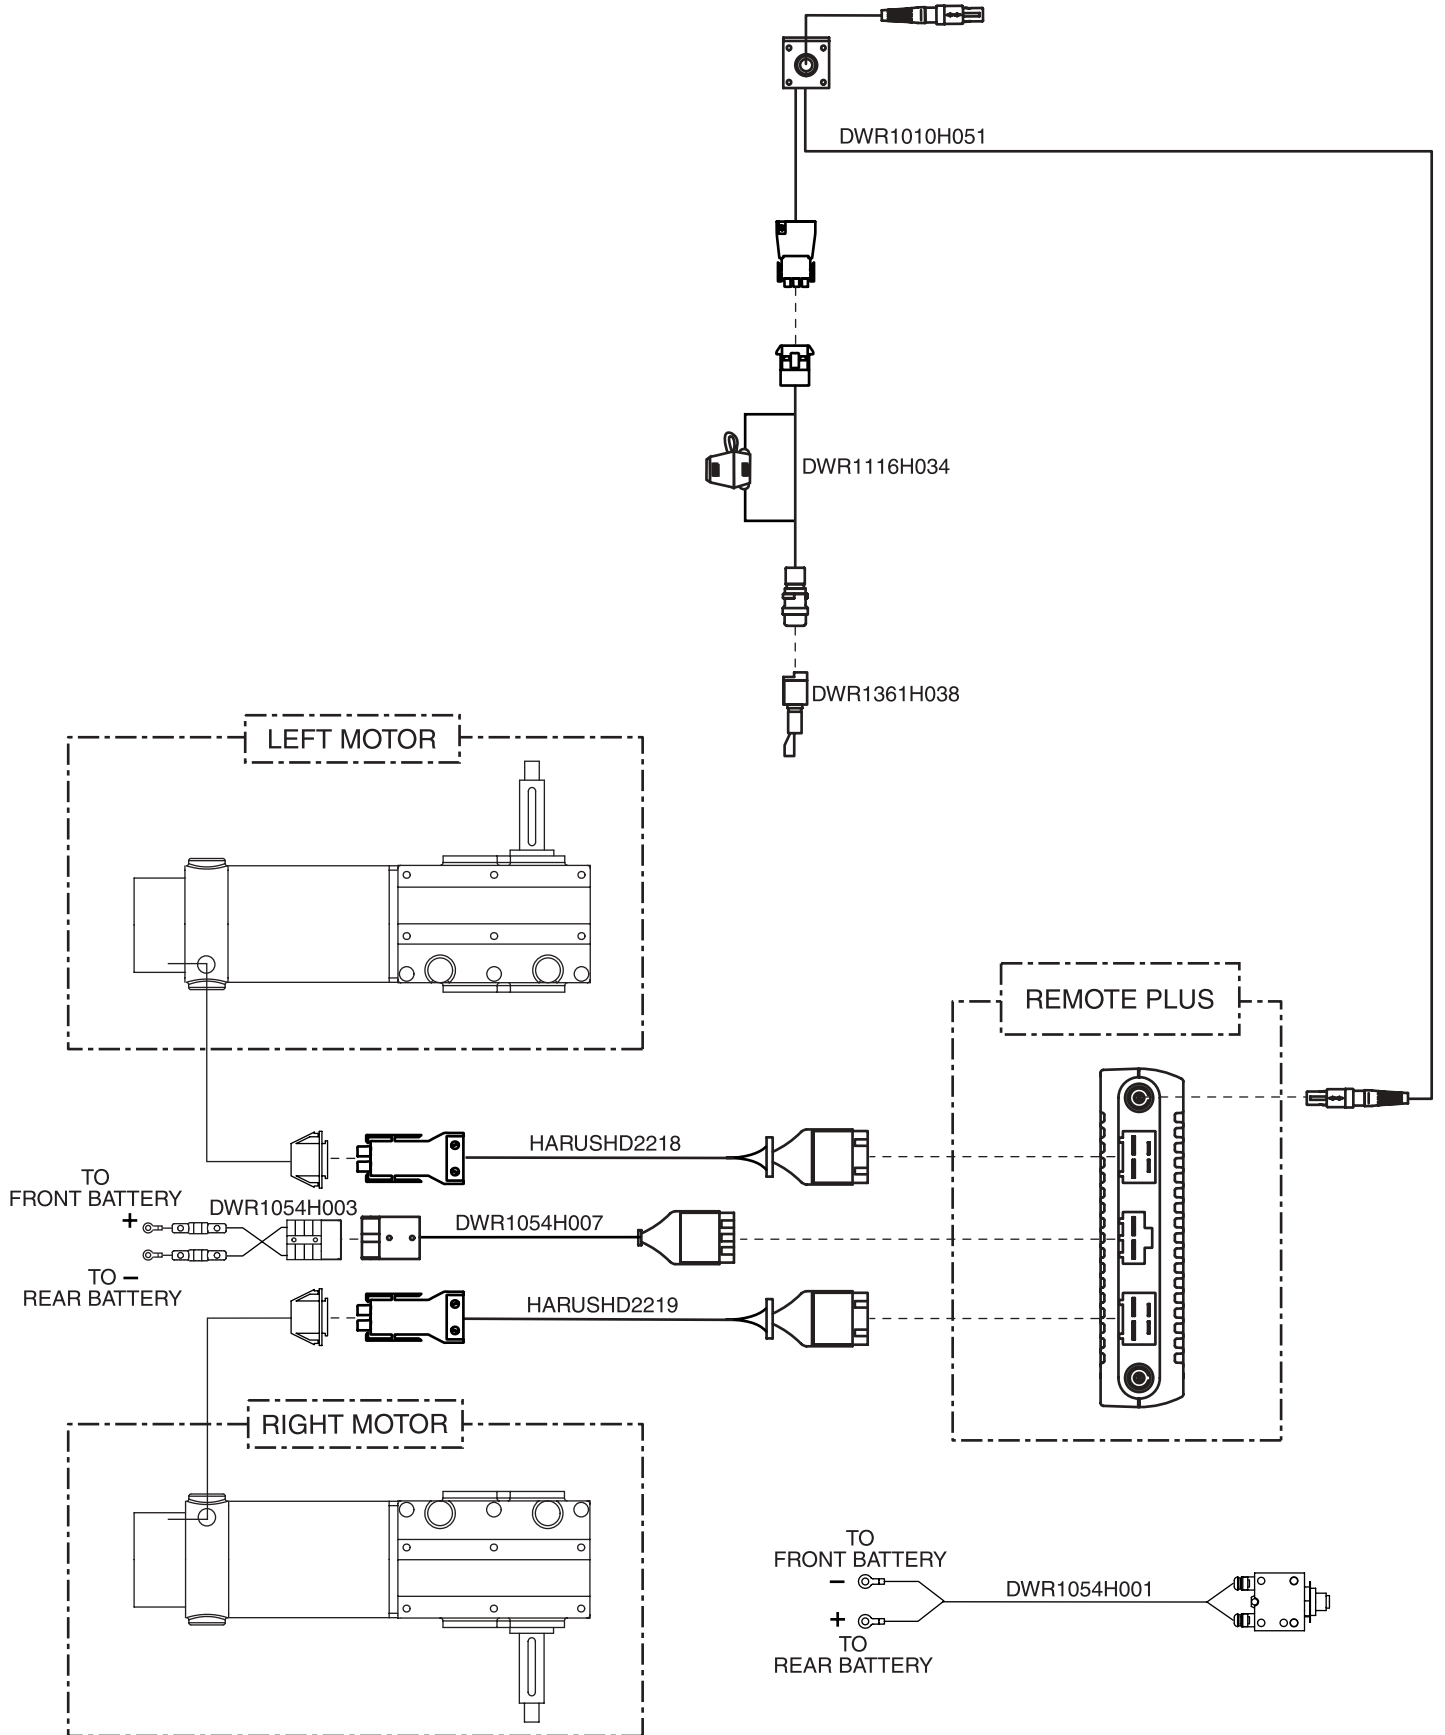 DWR1010H051
DWR1116H034
DWR1361H038
LEFT MOTOR
REMOTE PLUS
HARUSHD2218
TO
FRONT BATTERY
+
DWR1054H003
DWR1054H007
TO −
REAR BATTERY
HARUSHD2219
RIGHT MOTOR
TO
FRONT BATTERY
−
DWR1054H001
+
TO
REAR BATTERY